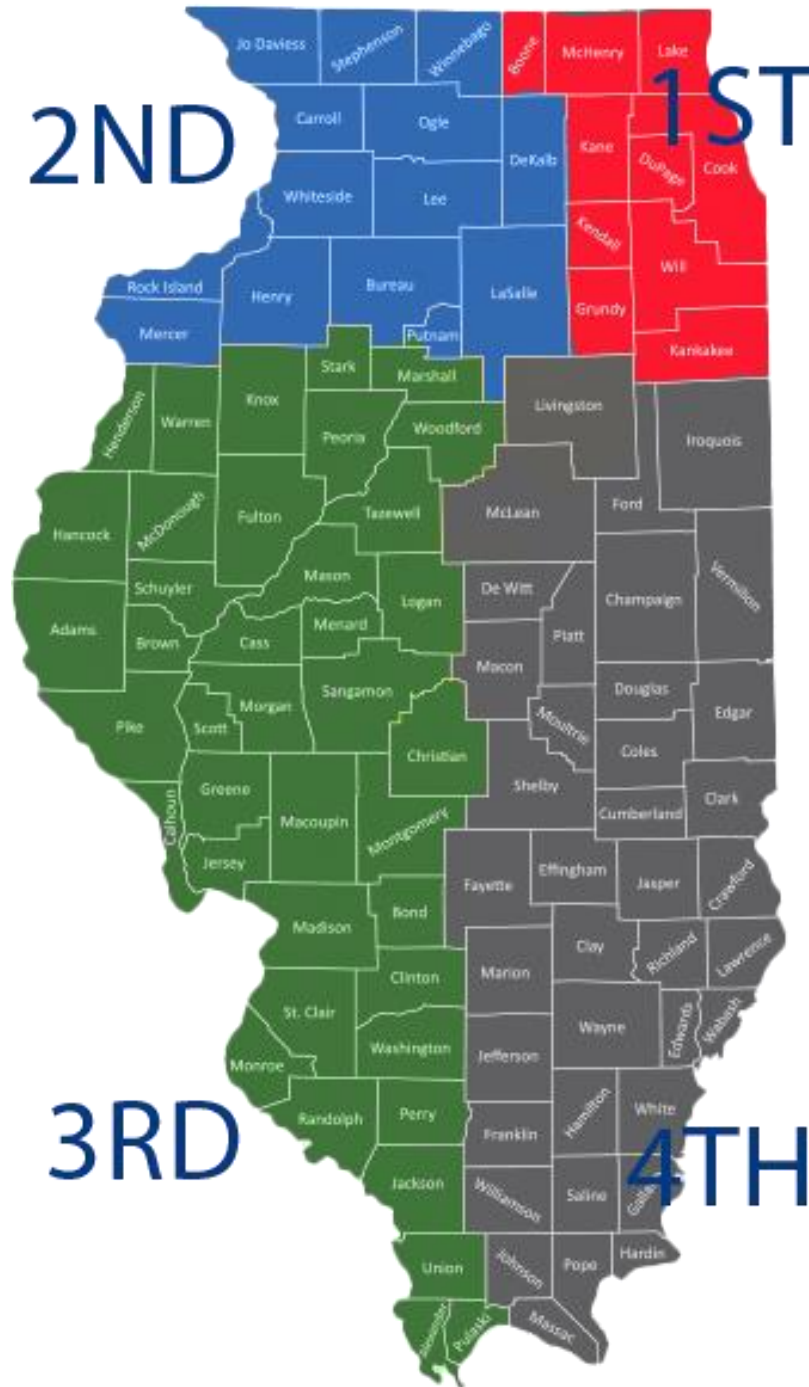 Jo Daviess
Stephenson
Winnebago
Boone
McHenry
Lake
2ND
1ST
Carroll
Ogle
DeKalb
Kane
DuPage
Cook
Whiteside
Lee
Kendall
Will
Rock Island
Henry
Bureau
LaSalle
Grundy
Mercer
Putnam
Kankakee
Stark
Marshall
Henderson
Warren
Knox
Peoria
Woodford
Livingston
Iroquois
Hancock
McDonough
Fulton
Tazewell
McLean
Ford
Schuyler
Mason
Logan
De Witt
Champaign
Vermilion
Adams
Brown
Cass
Menard
Macon
Piatt
Pike
Scott
Morgan
Sangamon
Christian
Moultrie
Douglas
Edgar
Coles
Calhoun
Greene
Macoupin
Montgomery
Shelby
Cumberland
Clark
Jersey
Fayette
Effingham
Jasper
Crawford
Madison
Bond
Clay
Richland
Lawrence
Clinton
Marion
St. Clair
Washington
Jefferson
Wayne
Edwards
Wabash
Monroe
3RD
Randolph
Perry
Franklin
Hamilton
White
4TH
Jackson
Williamson
Saline
Union
Johnson
Pope
Hardin
Alexander
Pulaski
Massac